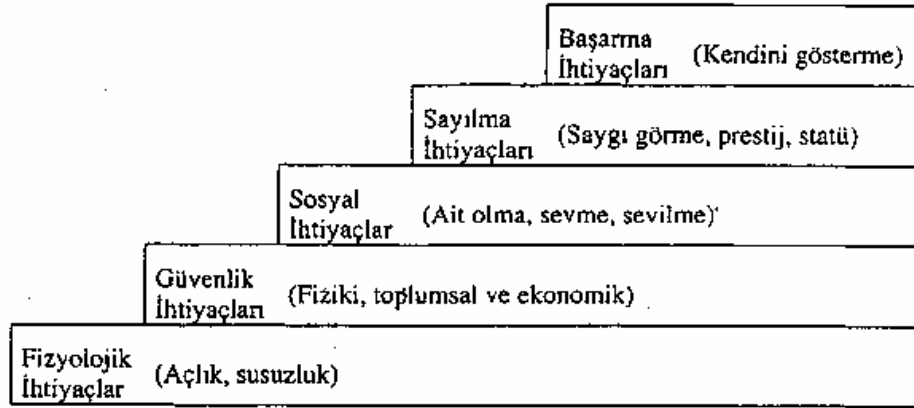 Başarma
İhtiyaçları (Kendini gösterme)
Sayılma
İhtiyaçları (Saygı görme, prestij, statü)
Sosyal
İhtiyaçlar (Ait olma, sevme, sevilme)
Güvenlik
İhtiyaçları (Fiziki, toplumsal ve ekonomik)
Fizyolojik
İhtiyaçlar (Açlık, susuzluk)